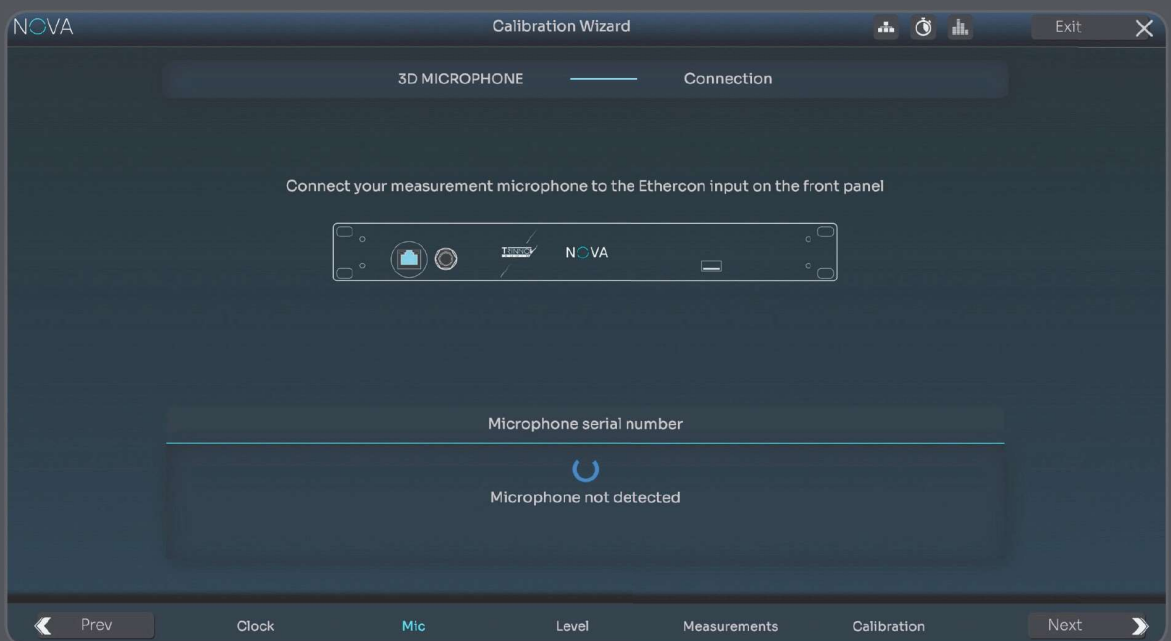 NOVA
Calibration Wizard
Exit
3D MICROPHONE
Connection
Connect your measurement microphone to the Ethercon input on the front panel
NOVA
Microphone serial number
Microphone not detected
Prev
Clock
Mic
Level
Measurements
Calibration
Next